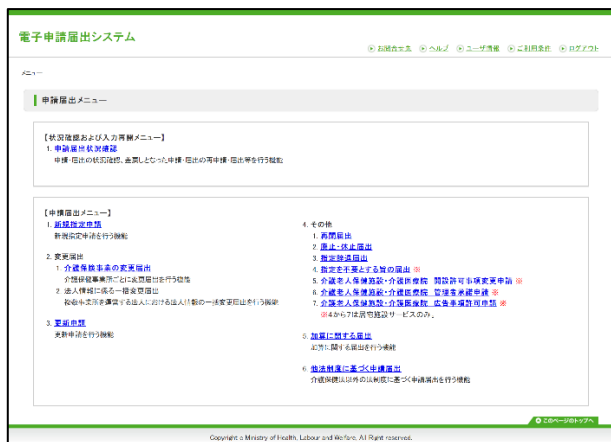 電子申請届出システム
お問合せ先 ヘルプ ユーザ情報 ご利用条件 ログアウト
メニュー
申請届出メニュー
【状況確認および入力再開メニュー】
1. 申請届出状況確認
申請・届出の状況確認、差戻しとなった申請・届出の再申請・届出等を行う機能
【申請届出メニュー】
1. 新規指定申請
新規指定申請を行う機能
2. 変更届出
1. 介護保険事業の変更届出
介護保険事業所ごとに変更届出を行う機能
2. 法人情報に係る一括変更届出
複数事業所を運営する法人における法人情報の一括変更届出を行う機能
3. 更新申請
更新申請を行う機能
4. その他
1. 再開届出
2. 廃止・休止届出
3. 指定辞退届出
4. 指定を不要とする旨の届出 ※
5. 介護老人保健施設・介護医療院 開設許可事項変更申請 ※
6. 介護老人保健施設・介護医療院 管理者承認申請 ※
7. 介護老人保健施設・介護医療院 広告事項許可申請 ※
※4から7は居宅施設サービスのみ。
5. 加算に関する届出
加算に関する届出を行う機能
6. 他法制度に基づく申請届出
介護保険法以外の法制度に基づく申請届出を行う機能
このページのトップへ
Copyright © Ministry of Health, Labour and Welfare, All Right reserved.